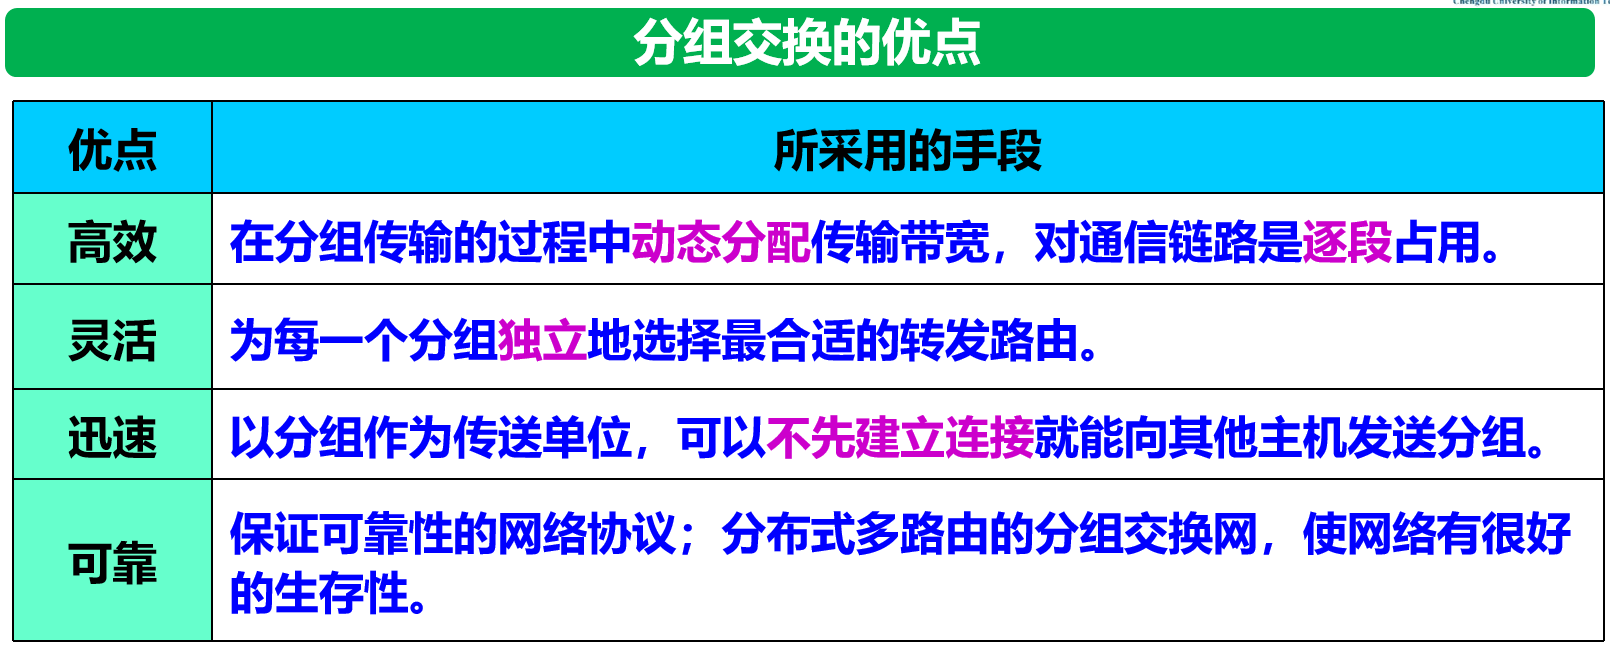 Chengdu University of Information
分组交换的优点
优点 所采用的手段
高效 在分组传输的过程中动态分配传输带宽，对通信链路是逐段占用。
灵活 为每一个分组独立地选择最合适的转发路由。
迅速 以分组作为传送单位，可以不先建立连接就能向其他主机发送分组。
可靠 保证可靠性的网络协议；分布式多路由的分组交换网，使网络有很好
的生存性。